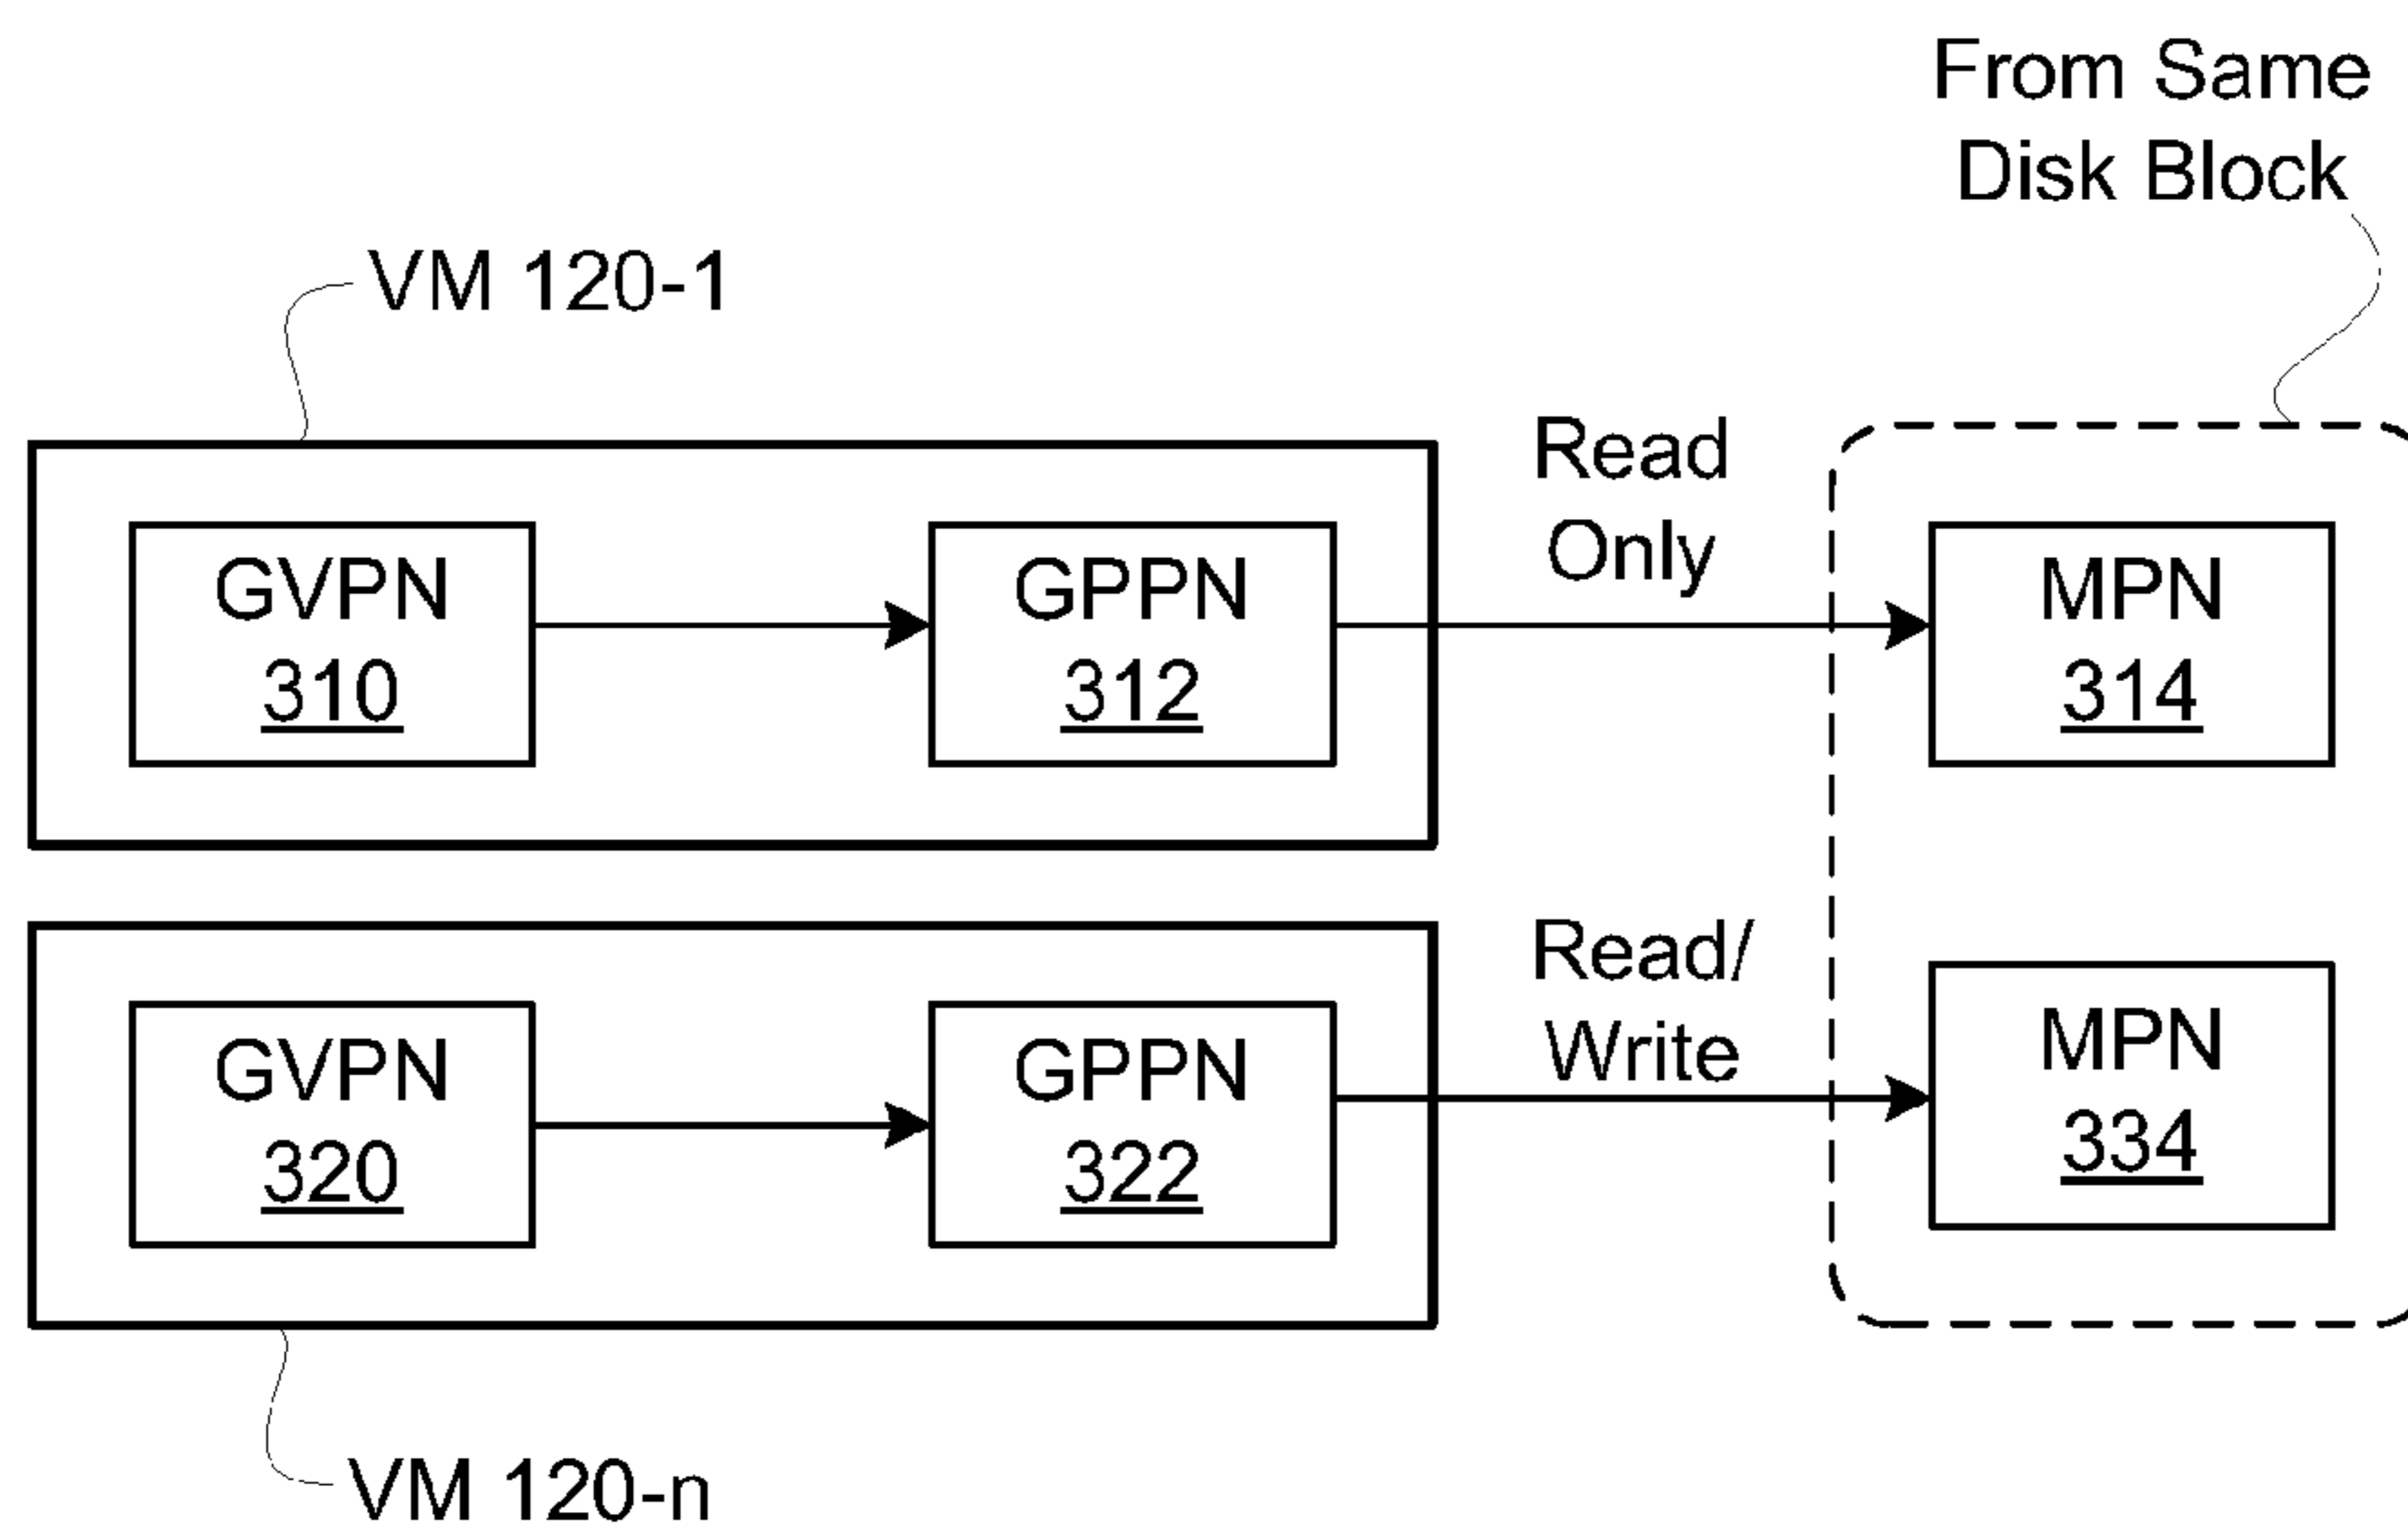 From Same
Disk Block
VM 120-1
Read
Only
GVPN
310
GPPN
312
MPN
314
Read/
Write
GVPN
320
GPPN
322
MPN
334
VM 120-n